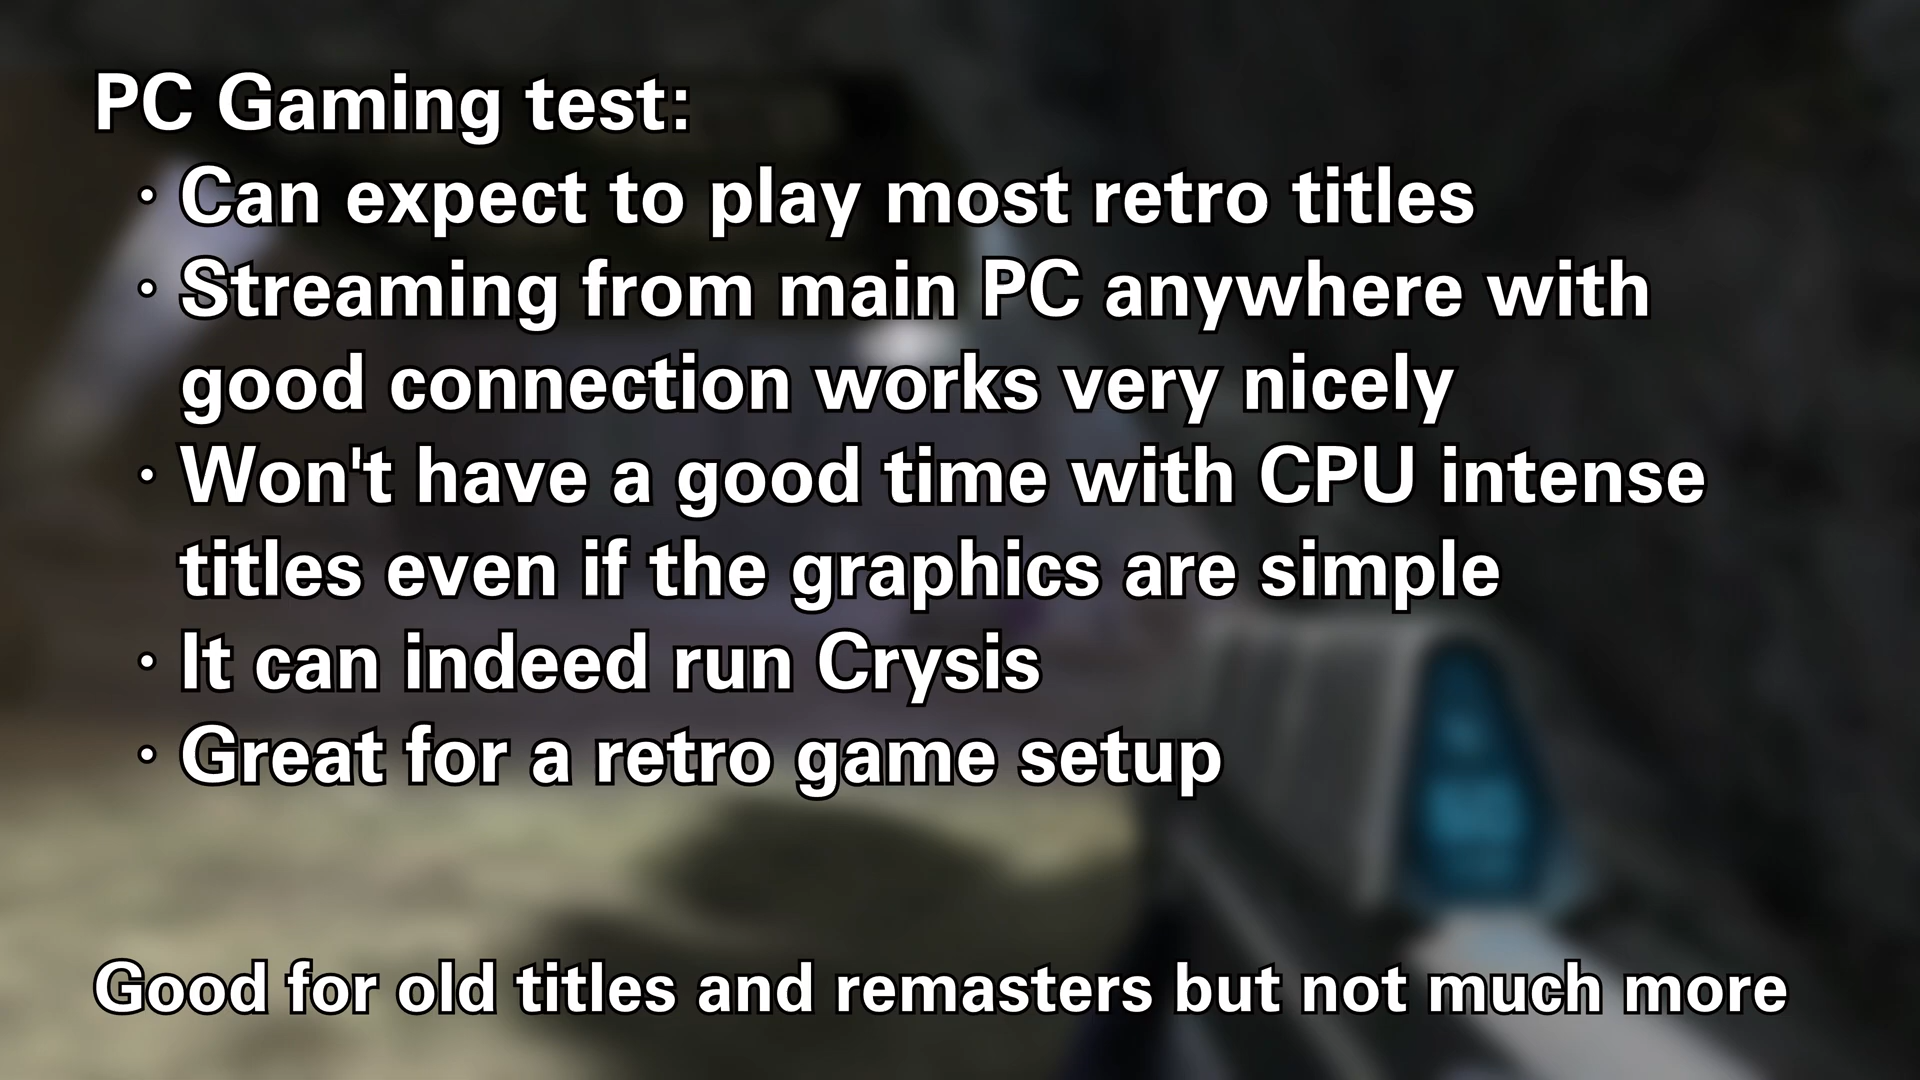 PC Gaming test:
• Can expect to play most retro titles
• Streaming from main PC anywhere with
good connection works very nicely
• Won't have a good time with CPU intense
titles even if the graphics are simple
• It can indeed run Crysis
• Great for a retro game setup
Good for old titles and remasters but not much more